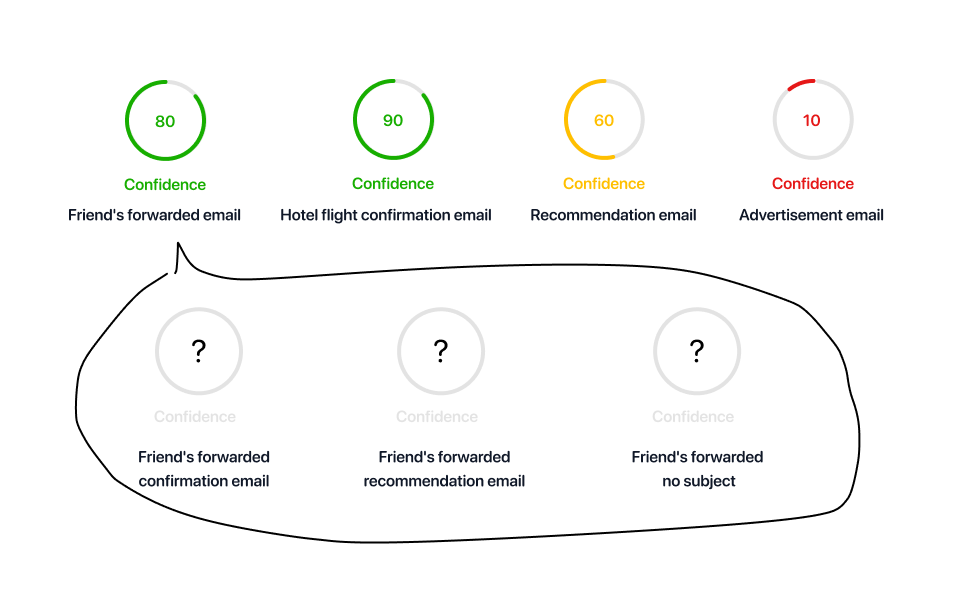 80
90
60
10
Confidence
Confidence
Confidence
Confidence
Friend's forwarded email
Hotel flight confirmation email
Recommendation email
Advertisement email
?
?
?
Confidence
Confidence
Confidence
Friend's forwarded
confirmation email
Friend's forwarded
recommendation email
Friend's forwarded
no subject